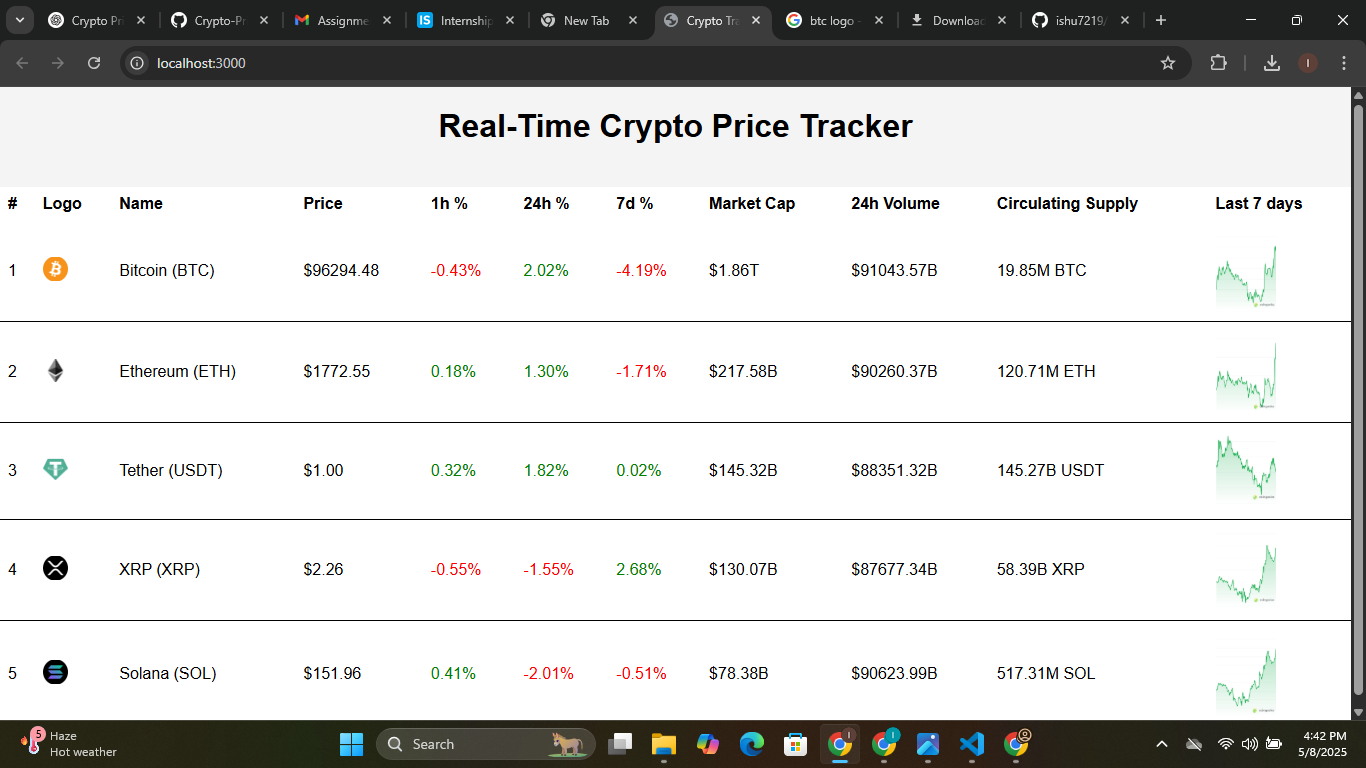 Crypto Pri
Crypto-Pr
Assignme
Internship
New Tab
Crypto Tra
btc logo -
Download
ishu7219/
localhost:3000
I
Real-Time Crypto Price Tracker
# Logo Name Price 1h % 24h % 7d % Market Cap 24h Volume Circulating Supply Last 7 days
1 Bitcoin (BTC) $96294.48 -0.43% 2.02% -4.19% $1.86T $91043.57B 19.85M BTC
2 Ethereum (ETH) $1772.55 0.18% 1.30% -1.71% $217.58B $90260.37B 120.71M ETH
3 Tether (USDT) $1.00 0.32% 1.82% 0.02% $145.32B $88351.32B 145.27B USDT
4 XRP (XRP) $2.26 -0.55% -1.55% 2.68% $130.07B $87677.34B 58.39B XRP
5 Solana (SOL) $151.96 0.41% -2.01% -0.51% $78.38B $90623.99B 517.31M SOL
5
Haze
Hot weather
Search
4:42 PM
5/8/2025